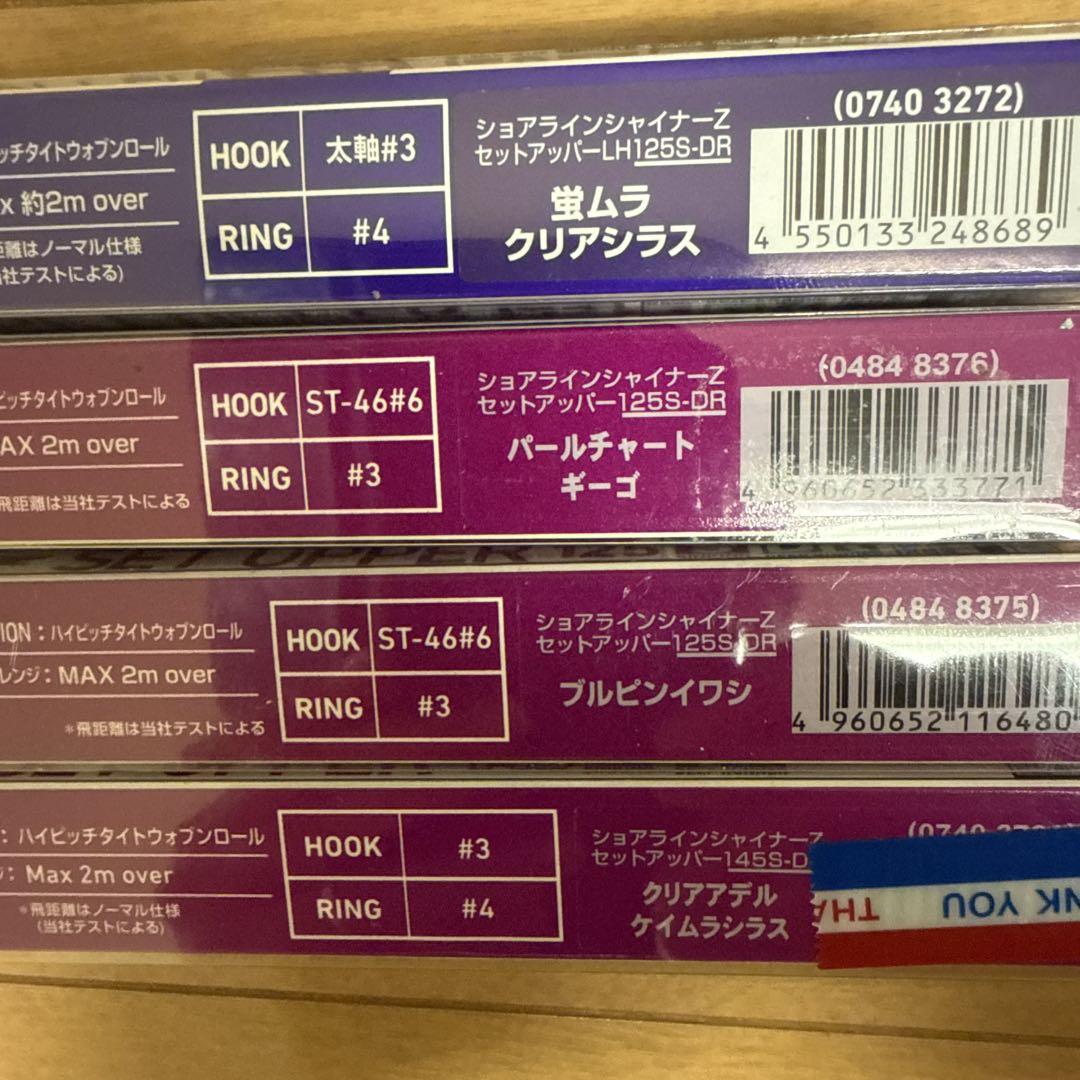 ッチタイトウォブンロール
x 約2m over
距離はノーマル仕様
当社テストによる)
HOOK 太軸#3
RING #4
ショアラインシャイナーZ
セットアッパーLH125S-DR
蛍ムラ
クリアシラス
(0740 3272)
4 550133 248689
ピッチタイトウォブンロール
AX 2m over
飛距離は当社テストによる
HOOK ST-46#6
RING #3
ショアラインシャイナーZ
セットアッパー125S-DR
パールチャート
ギーゴ
(0484 8376)
4 960652 333771
SET UPPER 125
TION：ハイピッチタイトウォブンロール
レンジ：MAX 2m over
*飛距離は当社テストによる
HOOK ST-46#6
RING #3
ショアラインシャイナーZ
セットアッパー125S-DR
ブルピンイワシ
(0484 8375)
4 960652 116480
：ハイピッチタイトウォブンロール
：Max 2m over
*飛距離はノーマル仕様
(当社テストによる)
HOOK #3
RING #4
ショアラインシャイナーZ
セットアッパー145S-D
クリアアデル
ケイムラシラス
(0740
NK YOU
THA